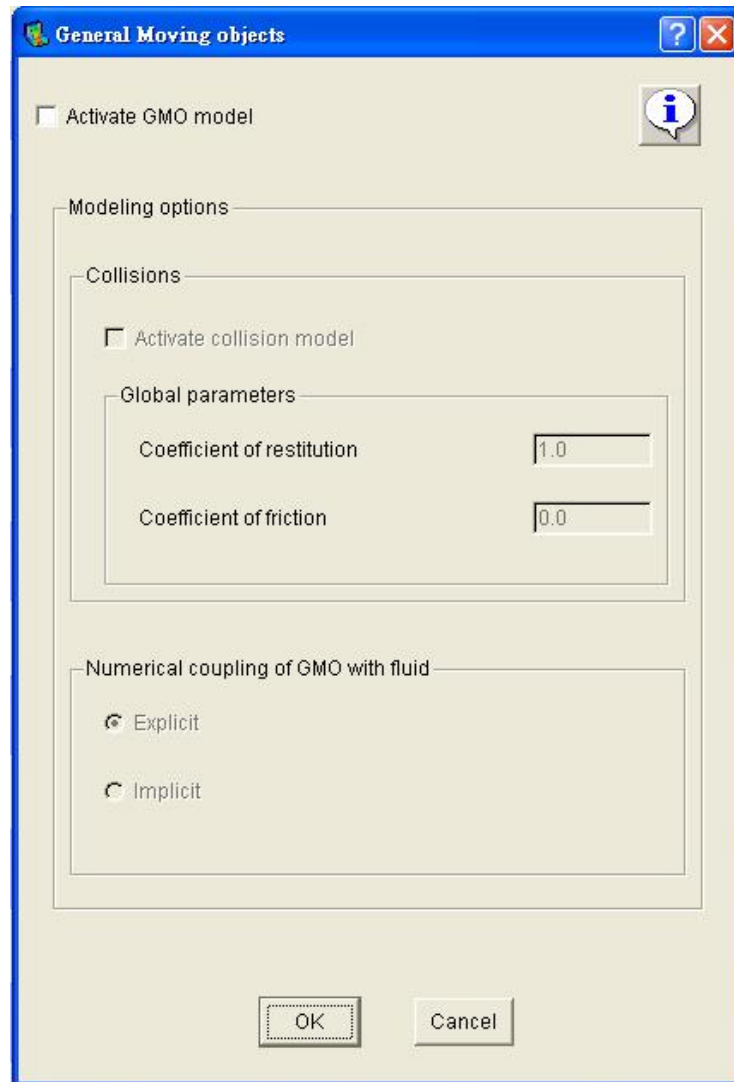 General Moving objects
Activate GMO model
Modeling options
Collisions
Activate collision model
Global parameters
Coefficient of restitution 1.0
Coefficient of friction 0.0
Numerical coupling of GMO with fluid
Explicit
Implicit
OK Cancel